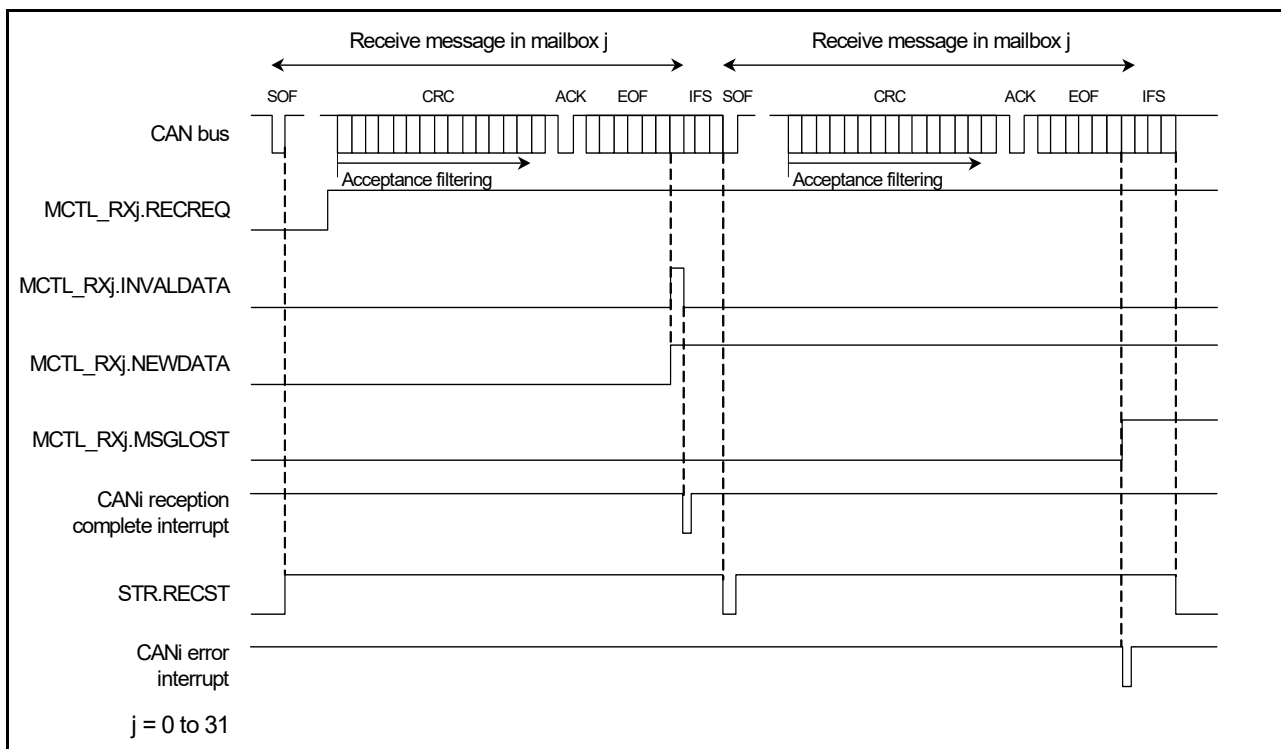 Receive message in mailbox j
Receive message in mailbox j
SOF CRC ACK EOF IFS SOF CRC ACK EOF IFS
CAN bus
Acceptance filtering
Acceptance filtering
MCTL_RXj.RECREQ
MCTL_RXj.INVALDATA
MCTL_RXj.NEWDATA
MCTL_RXj.MSGLOST
CANi reception
complete interrupt
STR.RECST
CANi error
interrupt
j = 0 to 31